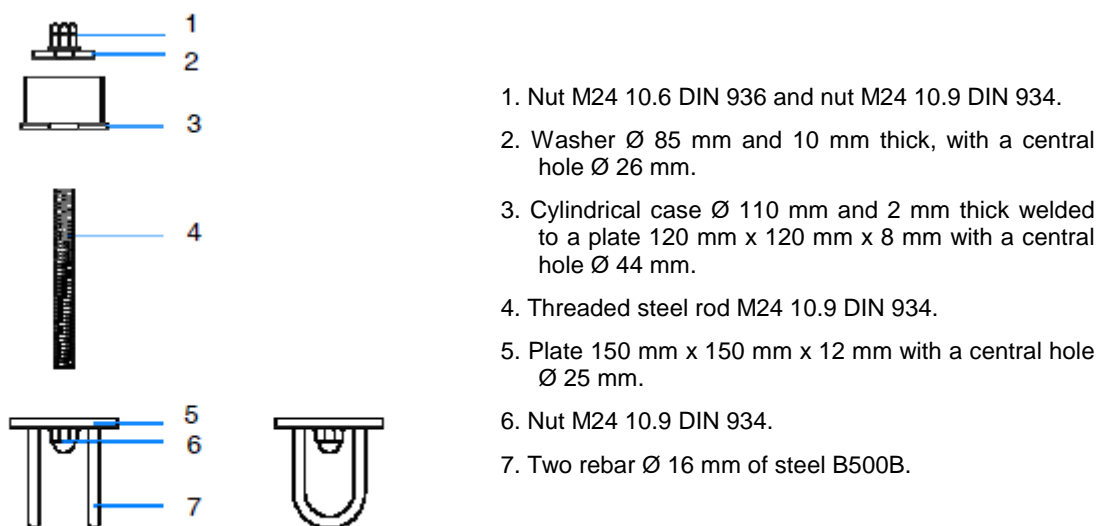 1
2
3
4
5
6
7
1. Nut M24 10.6 DIN 936 and nut M24 10.9 DIN 934.
2. Washer Ø 85 mm and 10 mm thick, with a central
hole Ø 26 mm.
3. Cylindrical case Ø 110 mm and 2 mm thick welded
to a plate 120 mm x 120 mm x 8 mm with a central
hole Ø 44 mm.
4. Threaded steel rod M24 10.9 DIN 934.
5. Plate 150 mm x 150 mm x 12 mm with a central hole
Ø 25 mm.
6. Nut M24 10.9 DIN 934.
7. Two rebar Ø 16 mm of steel B500B.